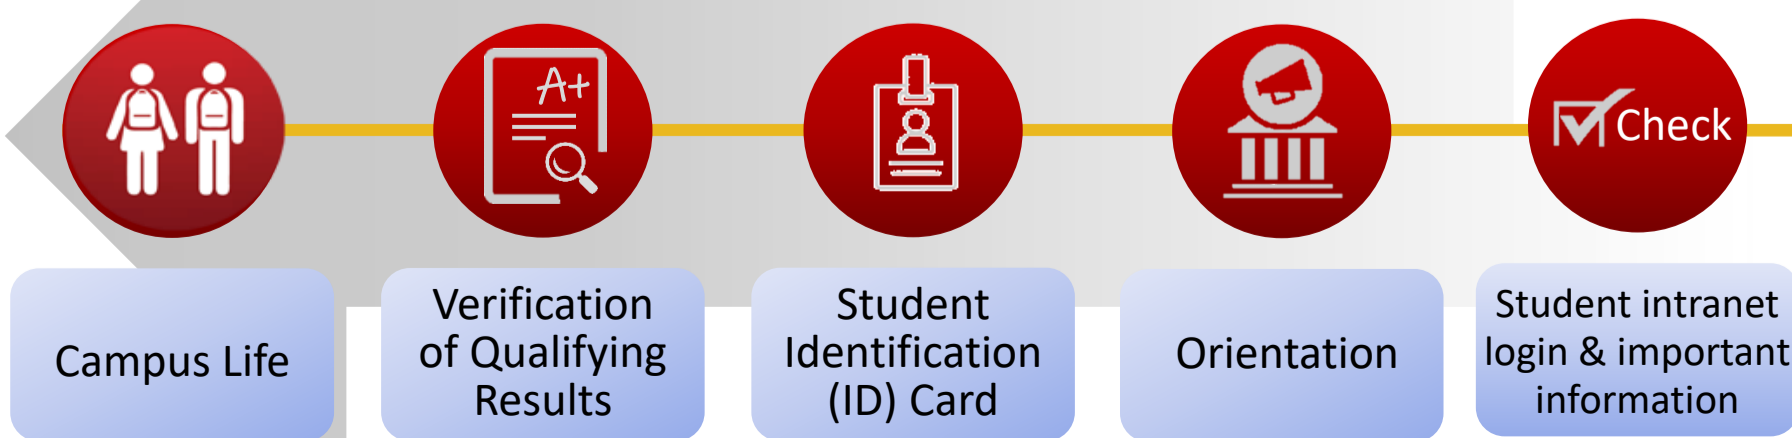 A+
Check
Campus Life
Verification
of Qualifying
Results
Student
Identification
(ID) Card
Orientation
Student intranet
login & important
information